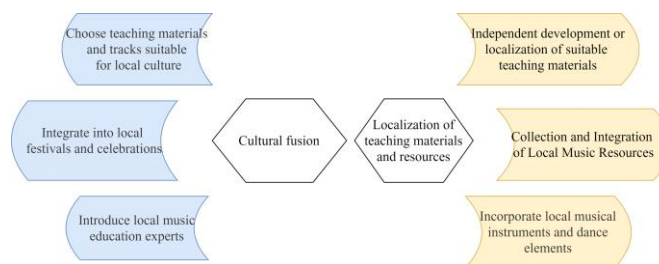 Choose teaching materials
and tracks suitable
for local culture
Integrate into local
festivals and celebrations
Introduce local music
education experts
Cultural fusion
Localization of
teaching materials
and resources
Independent development or
localization of suitable
teaching materials
Collection and Integration
of Local Music Resources
Incorporate local musical
instruments and dance
elements